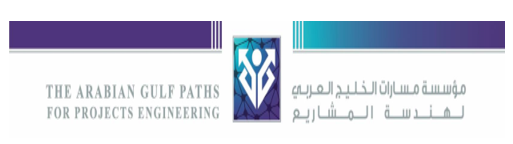 THE ARABIAN GULF PATHS
FOR PROJECTS ENGINEERING
مؤسسة مسارات الخليج العربي
لهندسة المشاريع